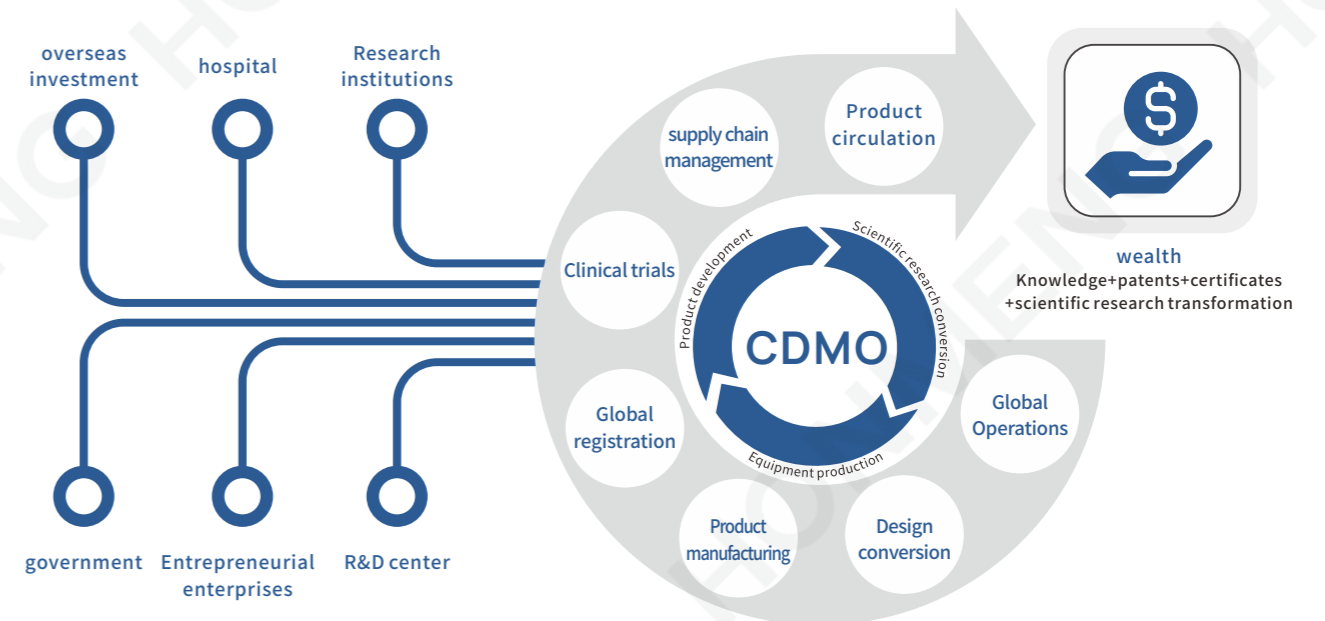 overseas
investment
hospital
Research
institutions
government
Entrepreneurial
enterprises
R&D center
supply chain
management
Product
circulation
Clinical trials
Global
registration
Product
manufacturing
Design
conversion
Global
Operations
Product development
Scientific research conversion
Equipment production
CDMO
$
wealth
Knowledge+patents+certificates
+scientific research transformation
HONMENG